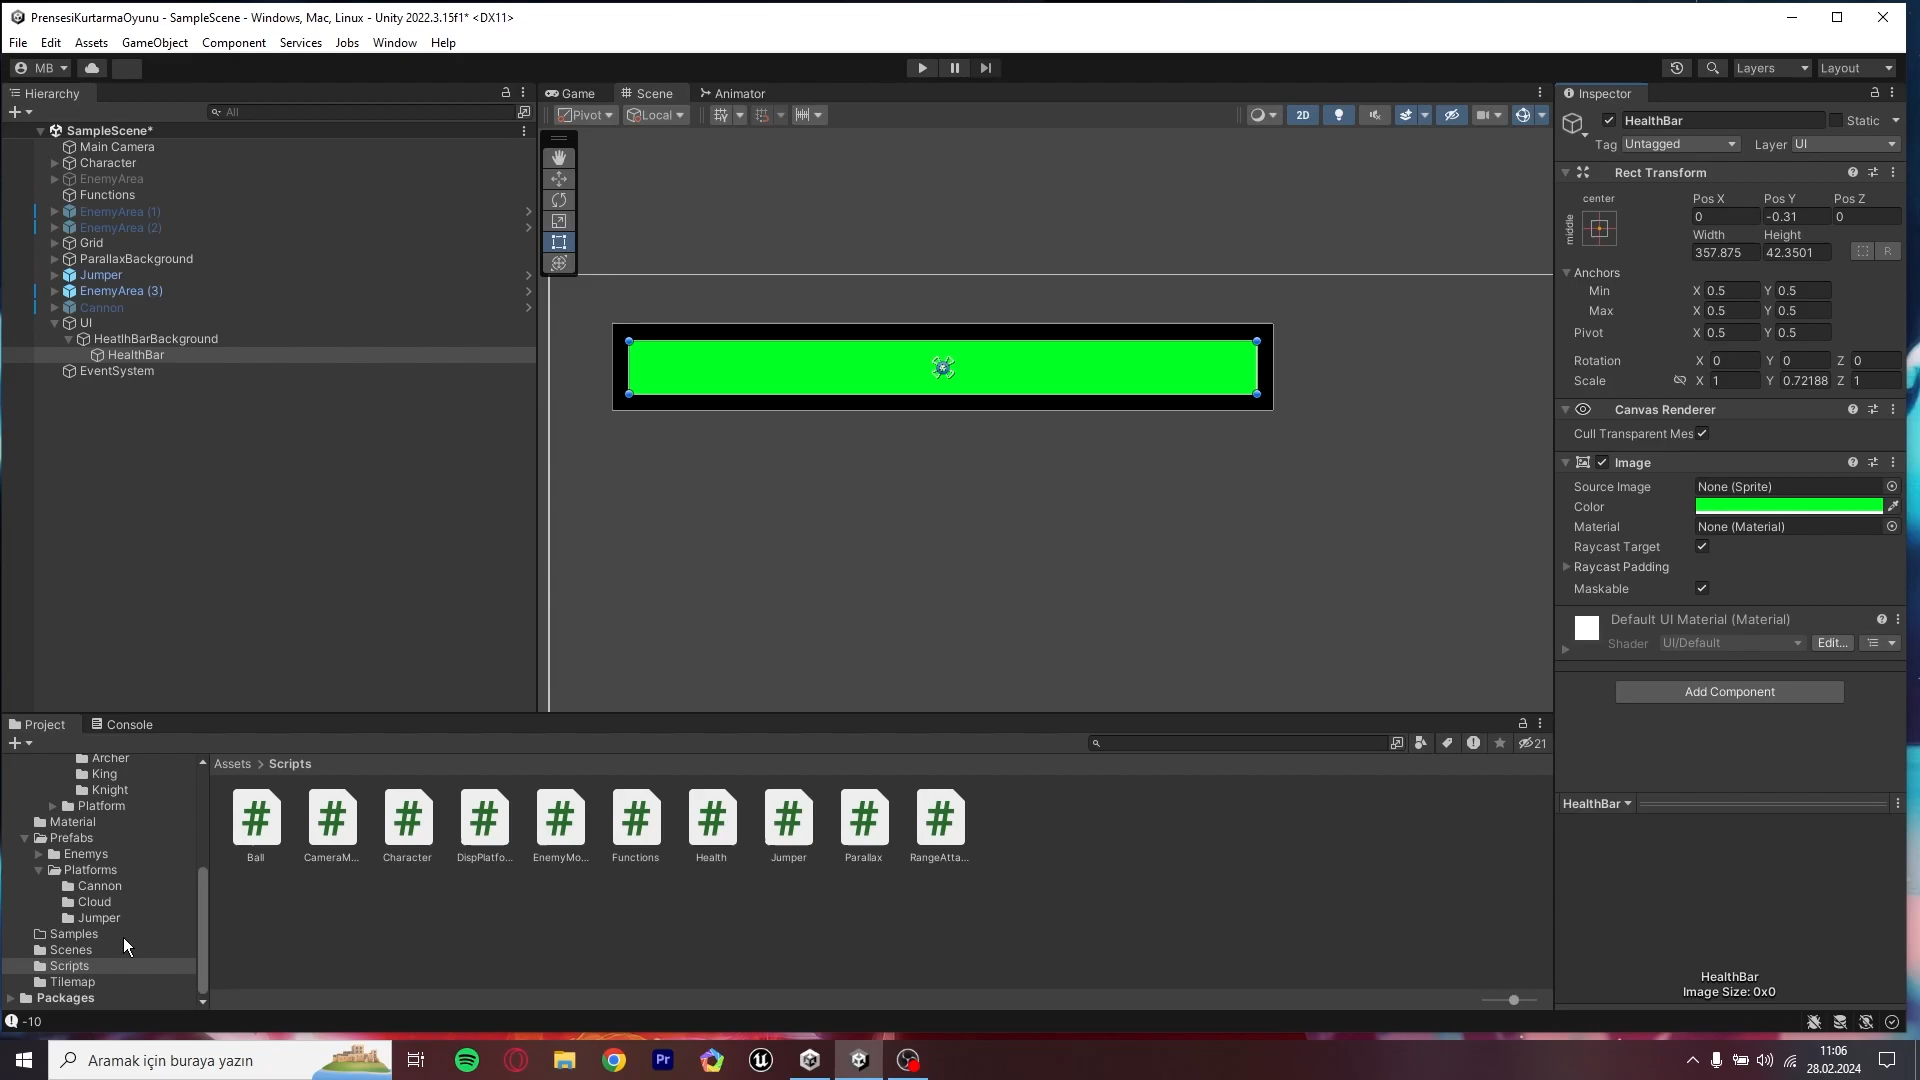 PrensesiKurtarmaOyunu - SampleScene - Windows, Mac, Linux - Unity 2022.3.15f1* <DX11>
File Edit Assets GameObject Component Services Jobs Window Help
MB
Layers Layout
Hierarchy
All
SampleScene*
Main Camera
Character
EnemyArea
Functions
EnemyArea (1)
EnemyArea (2)
Grid
ParallaxBackground
Jumper
EnemyArea (3)
Cannon
UI
HeatlhBarBackground
HealthBar
EventSystem
Game Scene Animator
Pivot Local
2D
Inspector
HealthBar Static
Tag Untagged Layer UI
Rect Transform
center
middle
Pos X Pos Y Pos Z
0 -0.31 0
Width Height
357.875 42.3501
R
Anchors
Min X 0.5 Y 0.5
Max X 0.5 Y 0.5
Pivot X 0.5 Y 0.5
Rotation X 0 Y 0 Z 0
Scale X 1 Y 0.72188 Z 1
Canvas Renderer
Cull Transparent Mes
Image
Source Image None (Sprite)
Color
Material None (Material)
Raycast Target
Raycast Padding
Maskable
Default UI Material (Material)
Shader UI/Default Edit...
Add Component
HealthBar
HealthBar
Image Size: 0x0
Project Console
21
Archer
King
Knight
Platform
Material
Prefabs
Enemys
Platforms
Cannon
Cloud
Jumper
Samples
Scenes
Scripts
Tilemap
Packages
Assets > Scripts
Ball CameraM... Character DispPlatfo... EnemyMo... Functions Health Jumper Parallax RangeAtta...
-10
Aramak için buraya yazın
Pr
11:06
28.02.2024